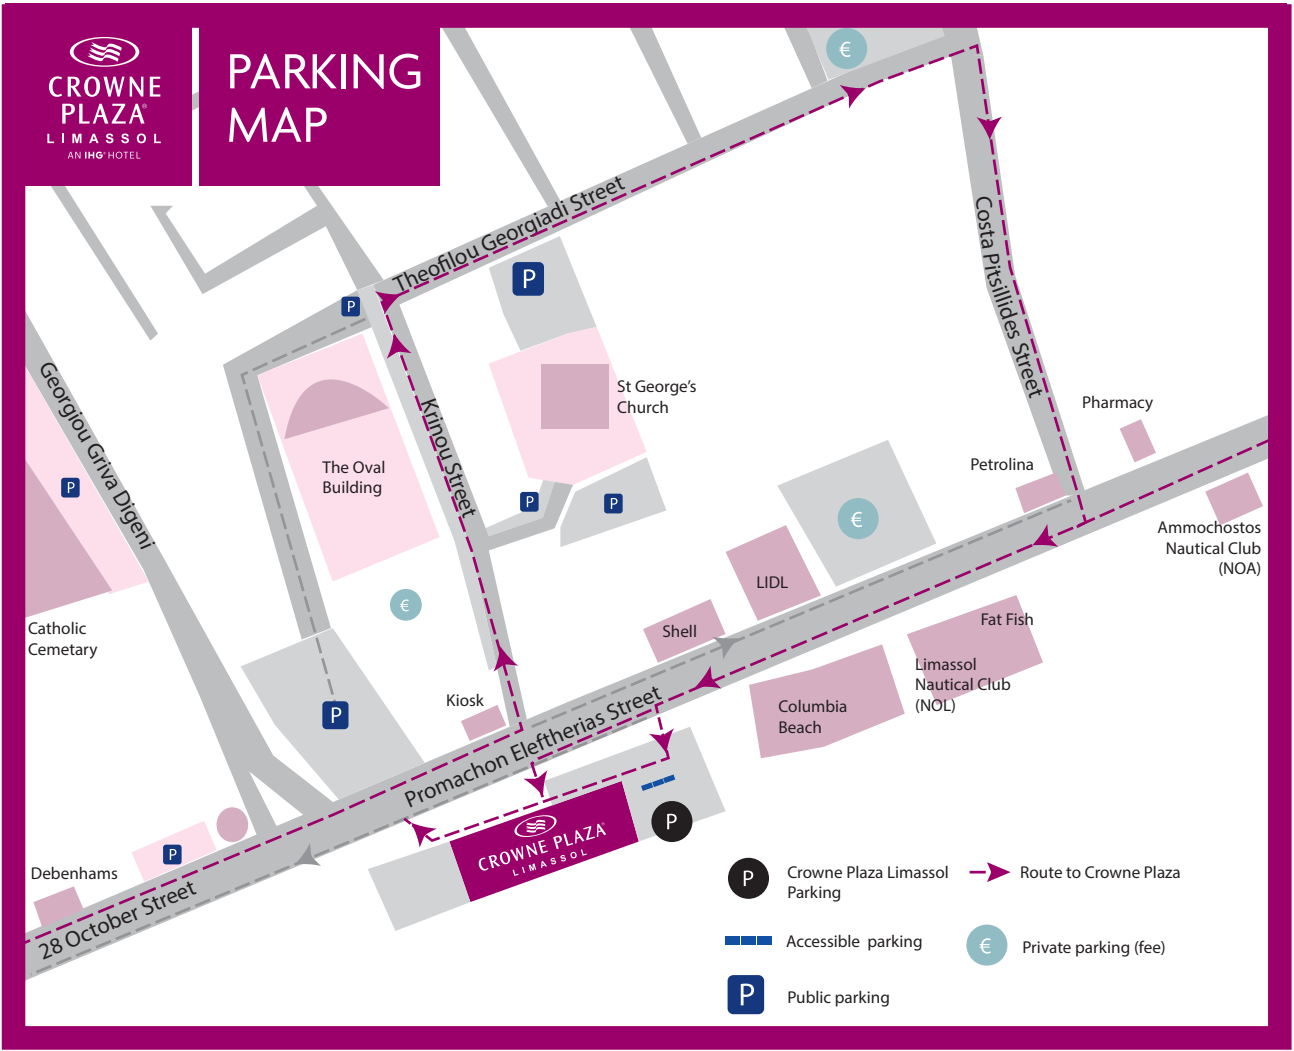 CROWNE
PLAZA
LIMASSOL
AN IHG® HOTEL
PARKING
MAP
€
Theofilou Georgiadi Street
P
P
Costa Pitsillides Street
Georgiou Griva Digeni
Krinou Street
St George's
Church
Pharmacy
The Oval
Building
Petrolina
P
P
P
€
Ammochostos
Nautical Club
(NOA)
LIDL
€
Catholic
Cemetary
Shell
Fat Fish
Limassol
Nautical Club
(NOL)
Kiosk
P
Columbia
Beach
Promachon Eleftherias Street
P
CROWNE PLAZA
LIMASSOL
P
Debenhams
28 October Street
P
Crowne Plaza Limassol
Parking
Route to Crowne Plaza
Accessible parking
€
Private parking (fee)
P
Public parking